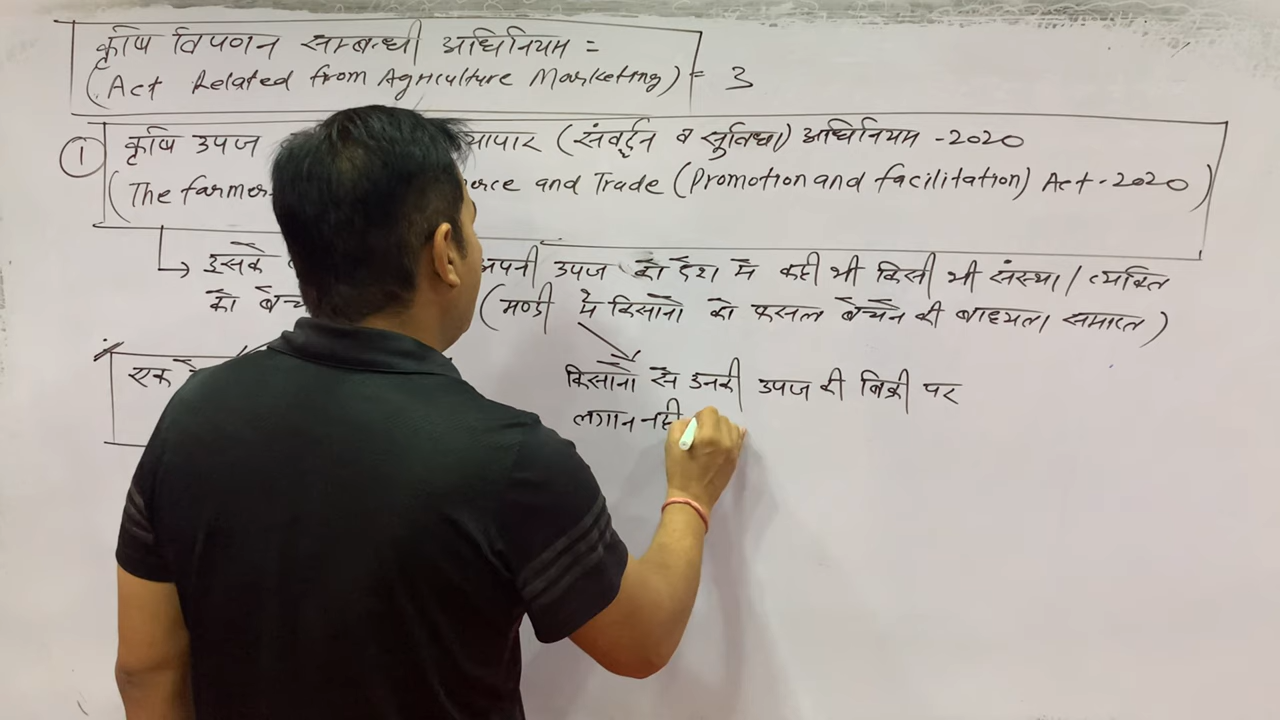 कृषि विपणन सम्बन्धी अधिनियम =
(Act Related from Agriculture Marketing) = 3
① कृषि उपज यापार (संवर्द्धन व सुविधा) अधिनियम -2020
(The farmer erce and Trade (Promotion and facilitation) Act-2020)
इसके अपनी उपज को देश मे कही भी किसी भी संस्था/व्यक्ति
को बेच (मण्डी मे किसानो को फसल बेचने की बाध्यता समाप्त)
एक दे किसानो से उनकी उपज की बिक्री पर
लगान नही